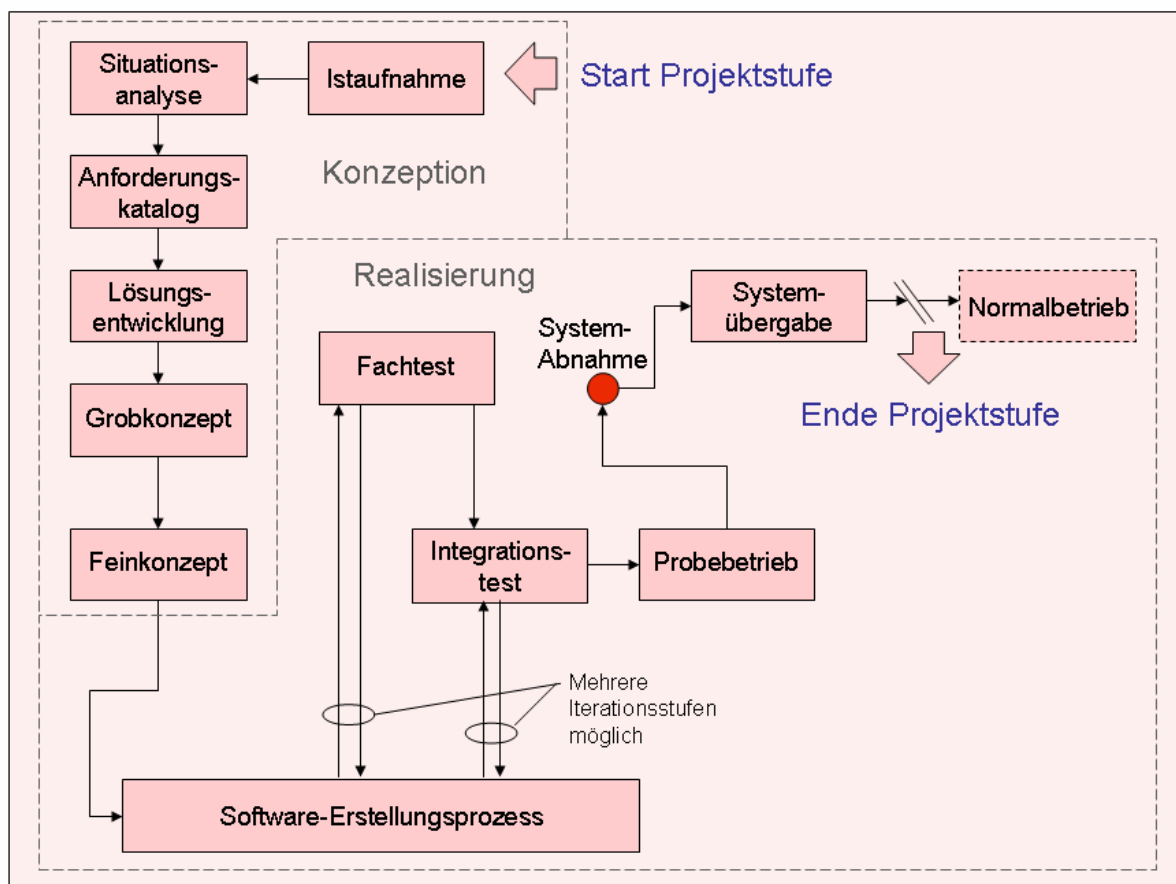 Situations-
analyse
Istaufnahme
Start Projektstufe
Anforderungs-
katalog
Konzeption
Lösungs-
entwicklung
Grobkonzept
Feinkonzept
Realisierung
Fachtest
System-
Abnahme
System-
übergabe
Normalbetrieb
Ende Projektstufe
Integrations-
test
Probebetrieb
Mehrere
Iterationsstufen
möglich
Software-Erstellungsprozess